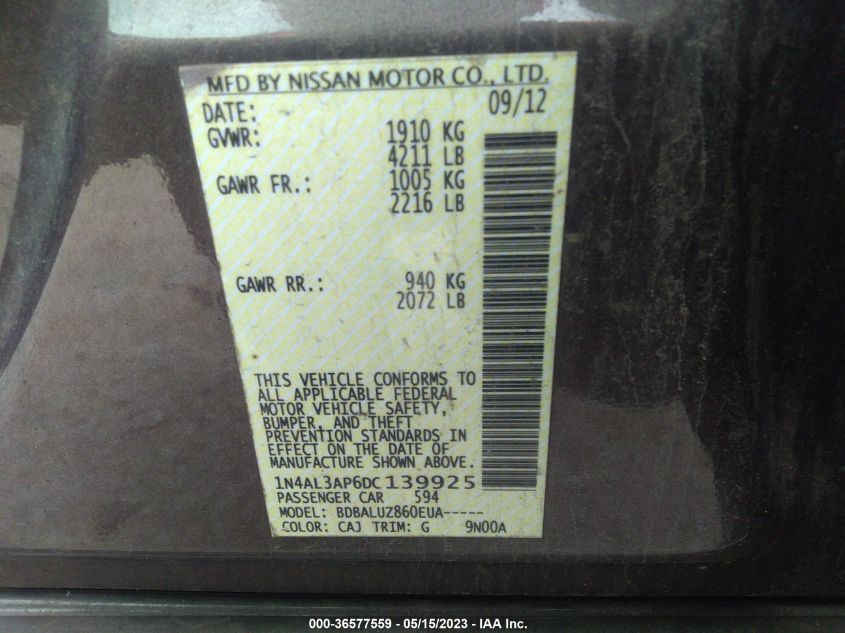 MFD BY NISSAN MOTOR CO., LTD.
DATE: 09/12
GVWR: 1910 KG
4211 LB
GAWR FR.: 1005 KG
2216 LB
GAWR RR.: 940 KG
2072 LB
THIS VEHICLE CONFORMS TO
ALL APPLICABLE FEDERAL
MOTOR VEHICLE SAFETY,
BUMPER, AND THEFT
PREVENTION STANDARDS IN
EFFECT ON THE DATE OF
MANUFACTURE SHOWN ABOVE.
1N4AL3AP6DC139925
PASSENGER CAR 594
MODEL: BDBALUZ860EUA-----
COLOR: CAJ TRIM: G 9N00A
000-36577559 - 05/15/2023 - IAA Inc.